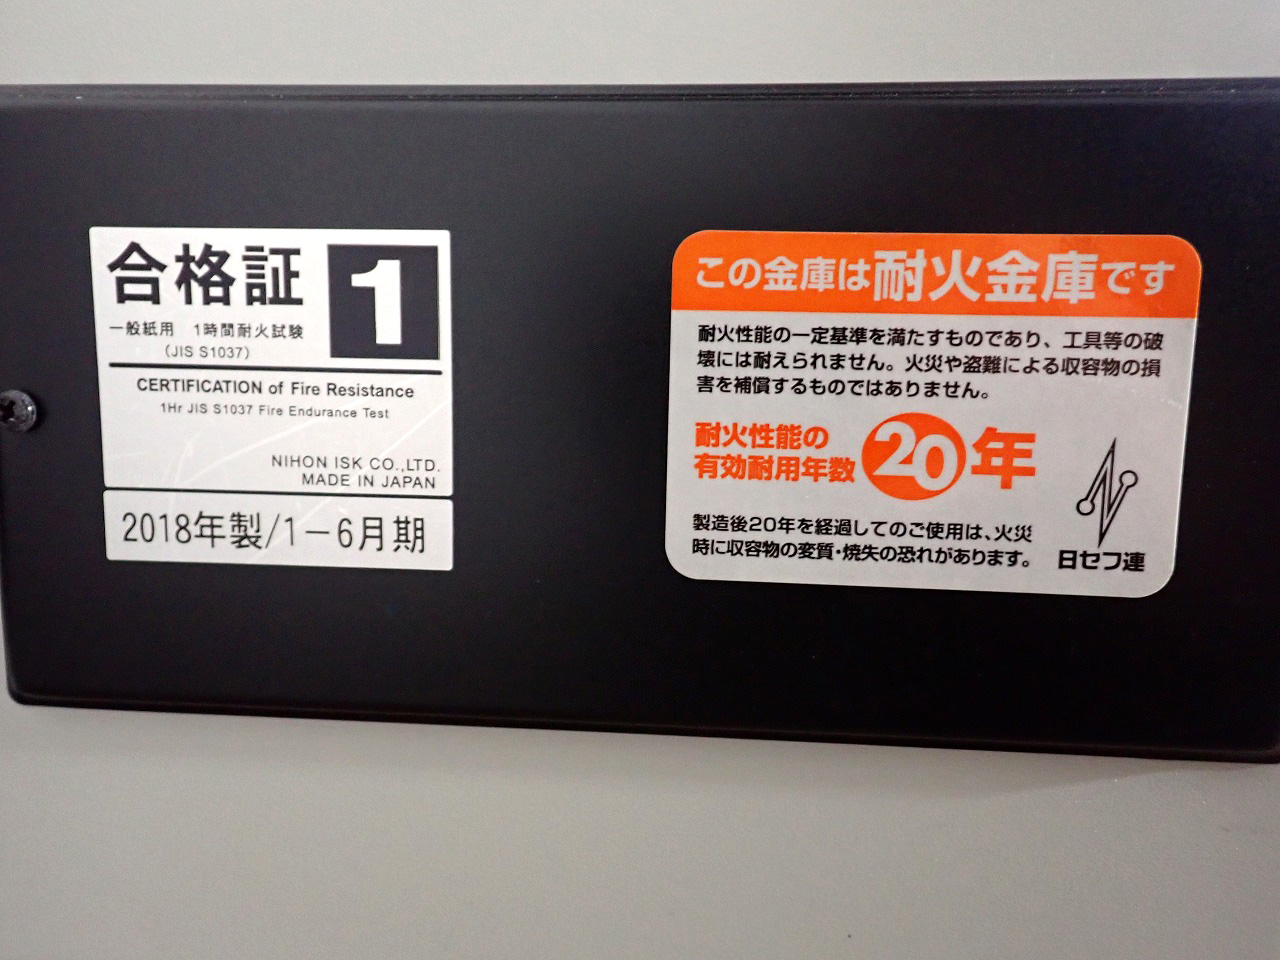 合格証 1
一般紙用 1時間耐火試験
(JIS S1037)
CERTIFICATION of Fire Resistance
1Hr JIS S1037 Fire Endurance Test
NIHON ISK CO.,LTD.
MADE IN JAPAN
2018年製/1－6月期
この金庫は耐火金庫です
耐火性能の一定基準を満たすものであり、工具等の破
壊には耐えられません。火災や盗難による収容物の損
害を補償するものではありません。
耐火性能の
有効耐用年数
20年
製造後20年を経過してのご使用は、火災
時に収容物の変質・焼失の恐れがあります。
日セフ連